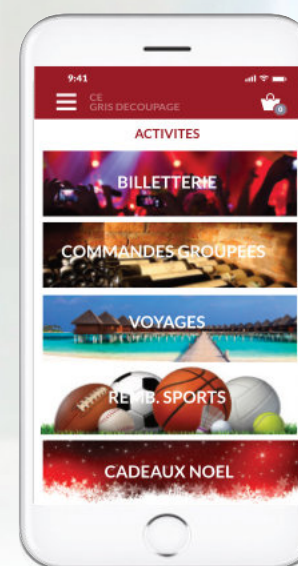 9:41
CE
GRIS DECOUPAGE
0
ACTIVITES
BILLETTERIE
COMMANDES GROUPEES
VOYAGES
REMB. SPORTS
CADEAUX NOEL